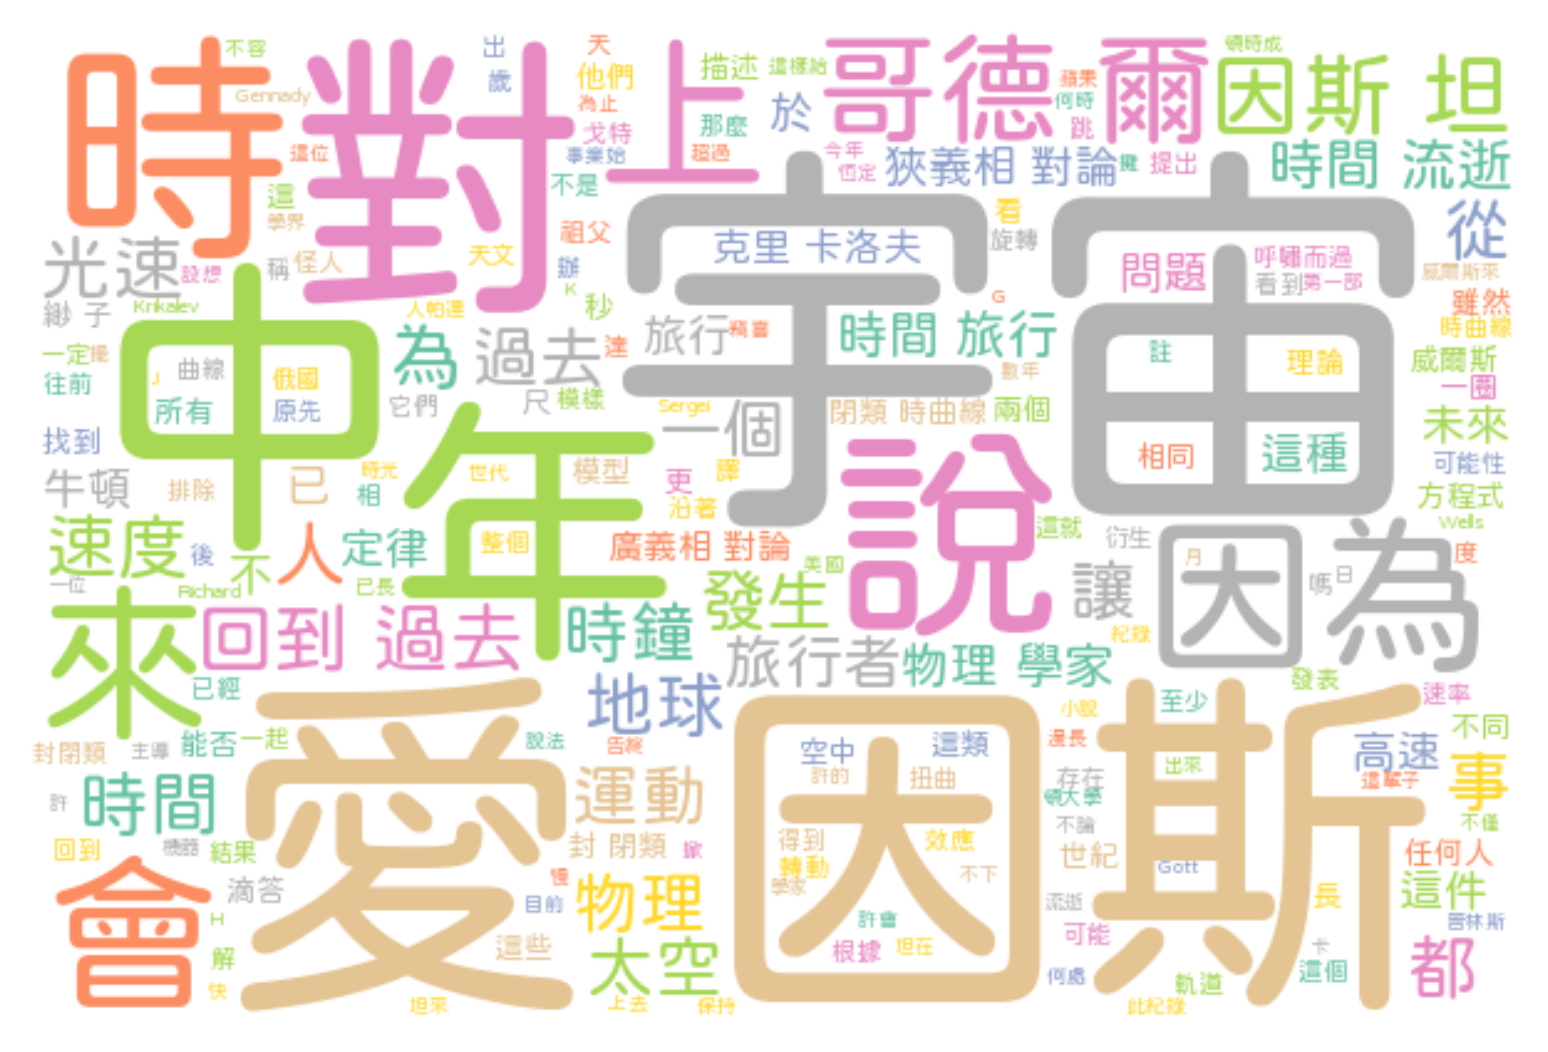 時
對
上
不容
Gennady
這位
這
學界
稱
怪人
出
歲
天
他們
為止
戈特
事業始
不是
祖父
天文
描述
這樣給
那麼
超過
於
哥德爾
蘋果
何時
跳
今年
恆定
狹義相 對論
提出
頓時成
因斯 坦
時間 流逝
從
光速
設想
緲 子
Krikalev
人帕達
K
秒
宇宙
克里 卡洛夫
看
旋轉
問題
呼嘯而過
看到
第一部
威爾斯來
雖然
時曲線
G
中
一定
往前
J
曲線
俄國
所有
原先
為
過去
達
它們
尺
模樣
旅行
時間 旅行
數年
註
理論
威爾斯
一圈
Sergei
一個
閉類 時曲線
兩個
未來
找到
年
相同
這種
可能性
牛頓
排除
已
時光
相
世代
模型
更
譯
沿著
說
方程式
Wells
速度
後
不
人
定律
整個
廣義相 對論
這就
衍生
因為
月
嗎
日
度
一位
Richard
已長
美國
發生
讓
來
回到 過去
時鐘
旅行者
物理 學家
紀錄
已經
地球
發表
速率
愛因斯
小說
至少
不同
封閉類
主導
能否
一起
說法
告終
空中
這類
漫長
高速
許
時間
運動
許的
扭曲
存在
頓大學
出來
這輩子
事
回到
機器
結果
封 閉類
得到
效應
不論
不僅
會
滴答
慢
轉動
學家
不下
世紀
Gott
任何人
H
目前
物理
流逝
長
這件
許會
普林斯
解
這些
太空
根據
坦在
可能
卡
都
快
坦來
上去
保持
何處
軌道
這個
此紀錄